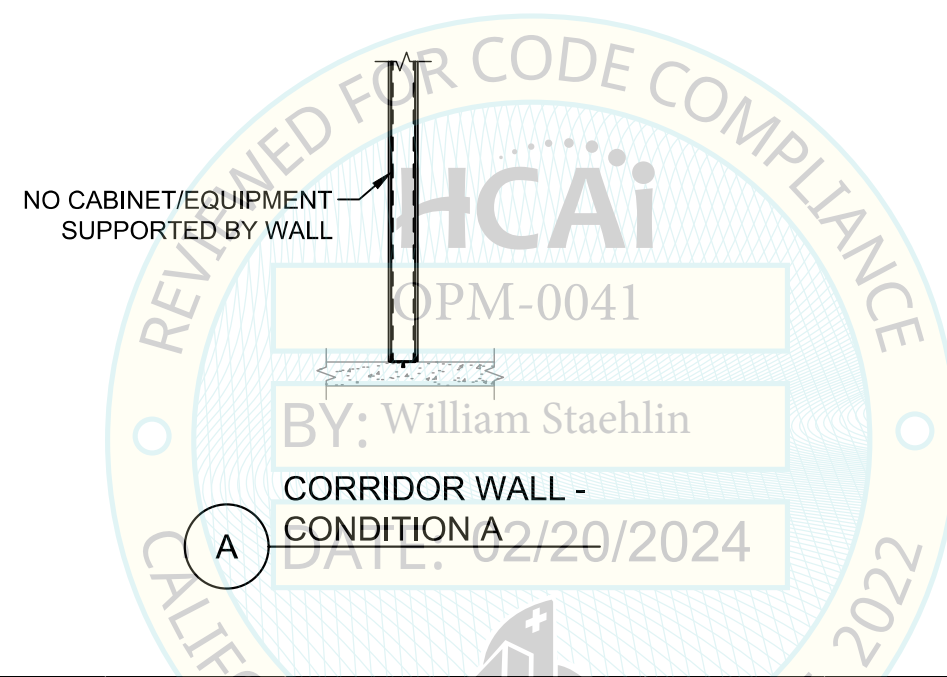 REVIEWED FOR CODE COMPLIANCE
HCAi
NO CABINET/EQUIPMENT
SUPPORTED BY WALL
OPM-0041
BY: William Staehlin
CORRIDOR WALL -
CONDITION A
A
DATE: 02/20/2024
2022